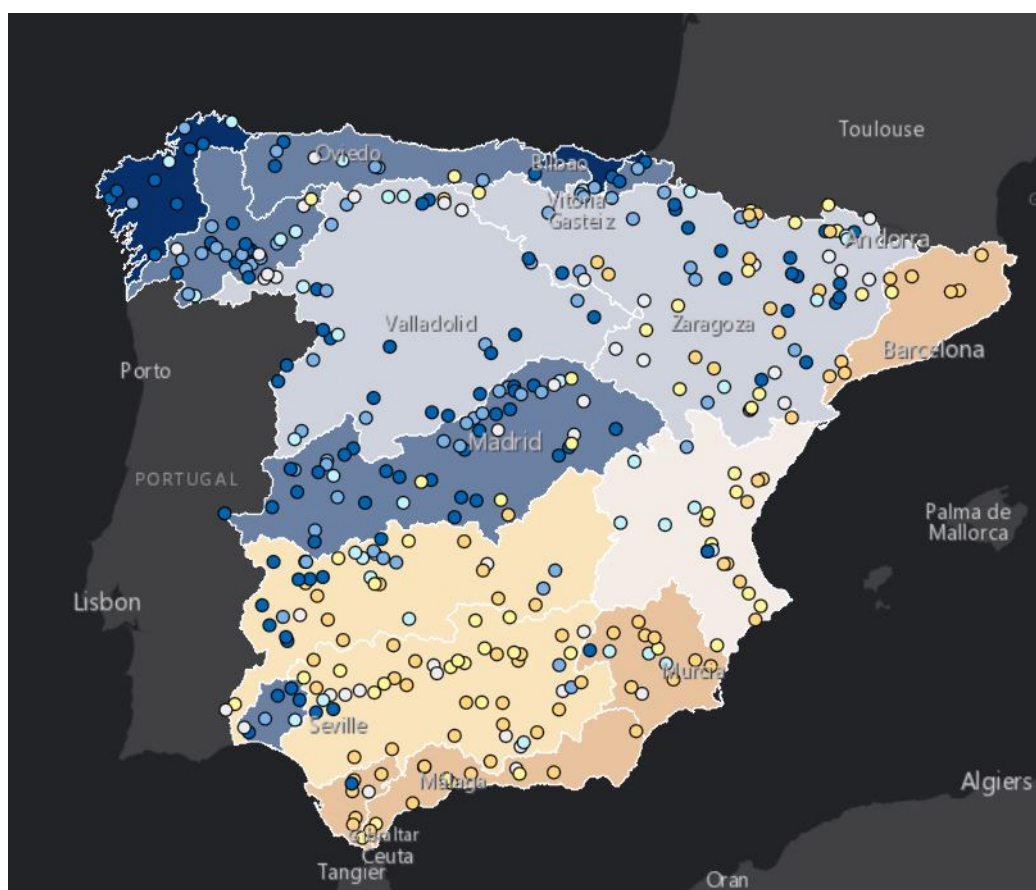 Toulouse
Oviedo
Bilbao
Vitoria
Gasteiz
Andorra
Valladolid
Zaragoza
Barcelona
Porto
Madrid
PORTUGAL
Palma de
Mallorca
Lisbon
Murcia
Seville
Málaga
Algiers
Gibraltar
Ceuta
Tangier
Oran